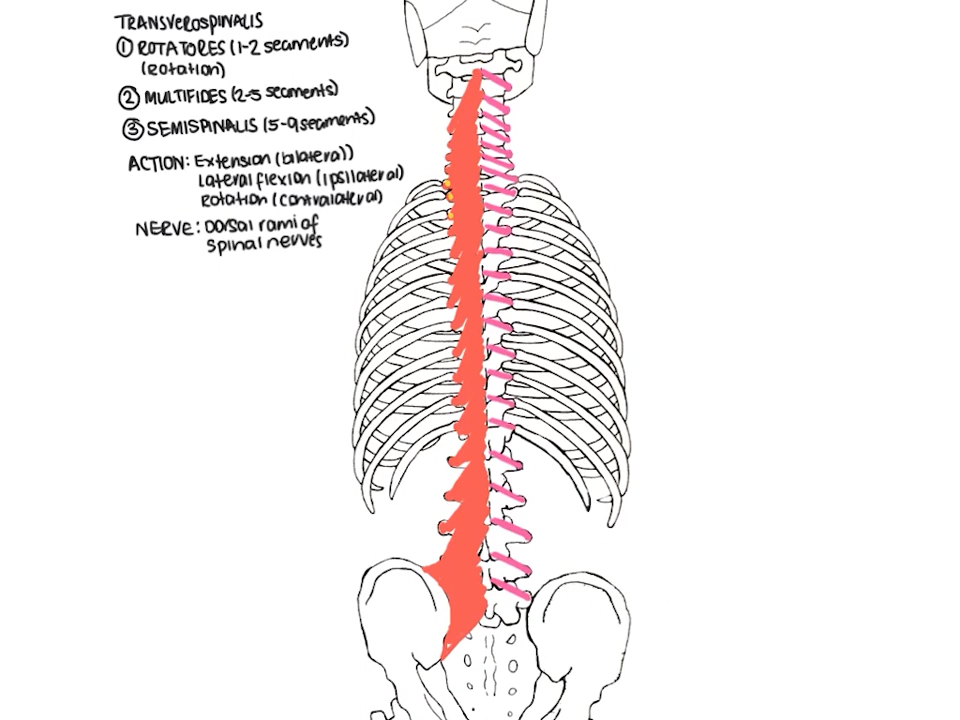 TRANSVEROSPINALIS
① ROTATORES (1-2 segments)
(Rotation)
② MULTIFIDES (2-5 segments)
③ SEMISPINALIS (5-9 segments)
ACTION: Extension (bilateral)
Lateral flexion (ipsilateral)
Rotation (contralateral)
NERVE: Dorsal rami of
spinal nerves